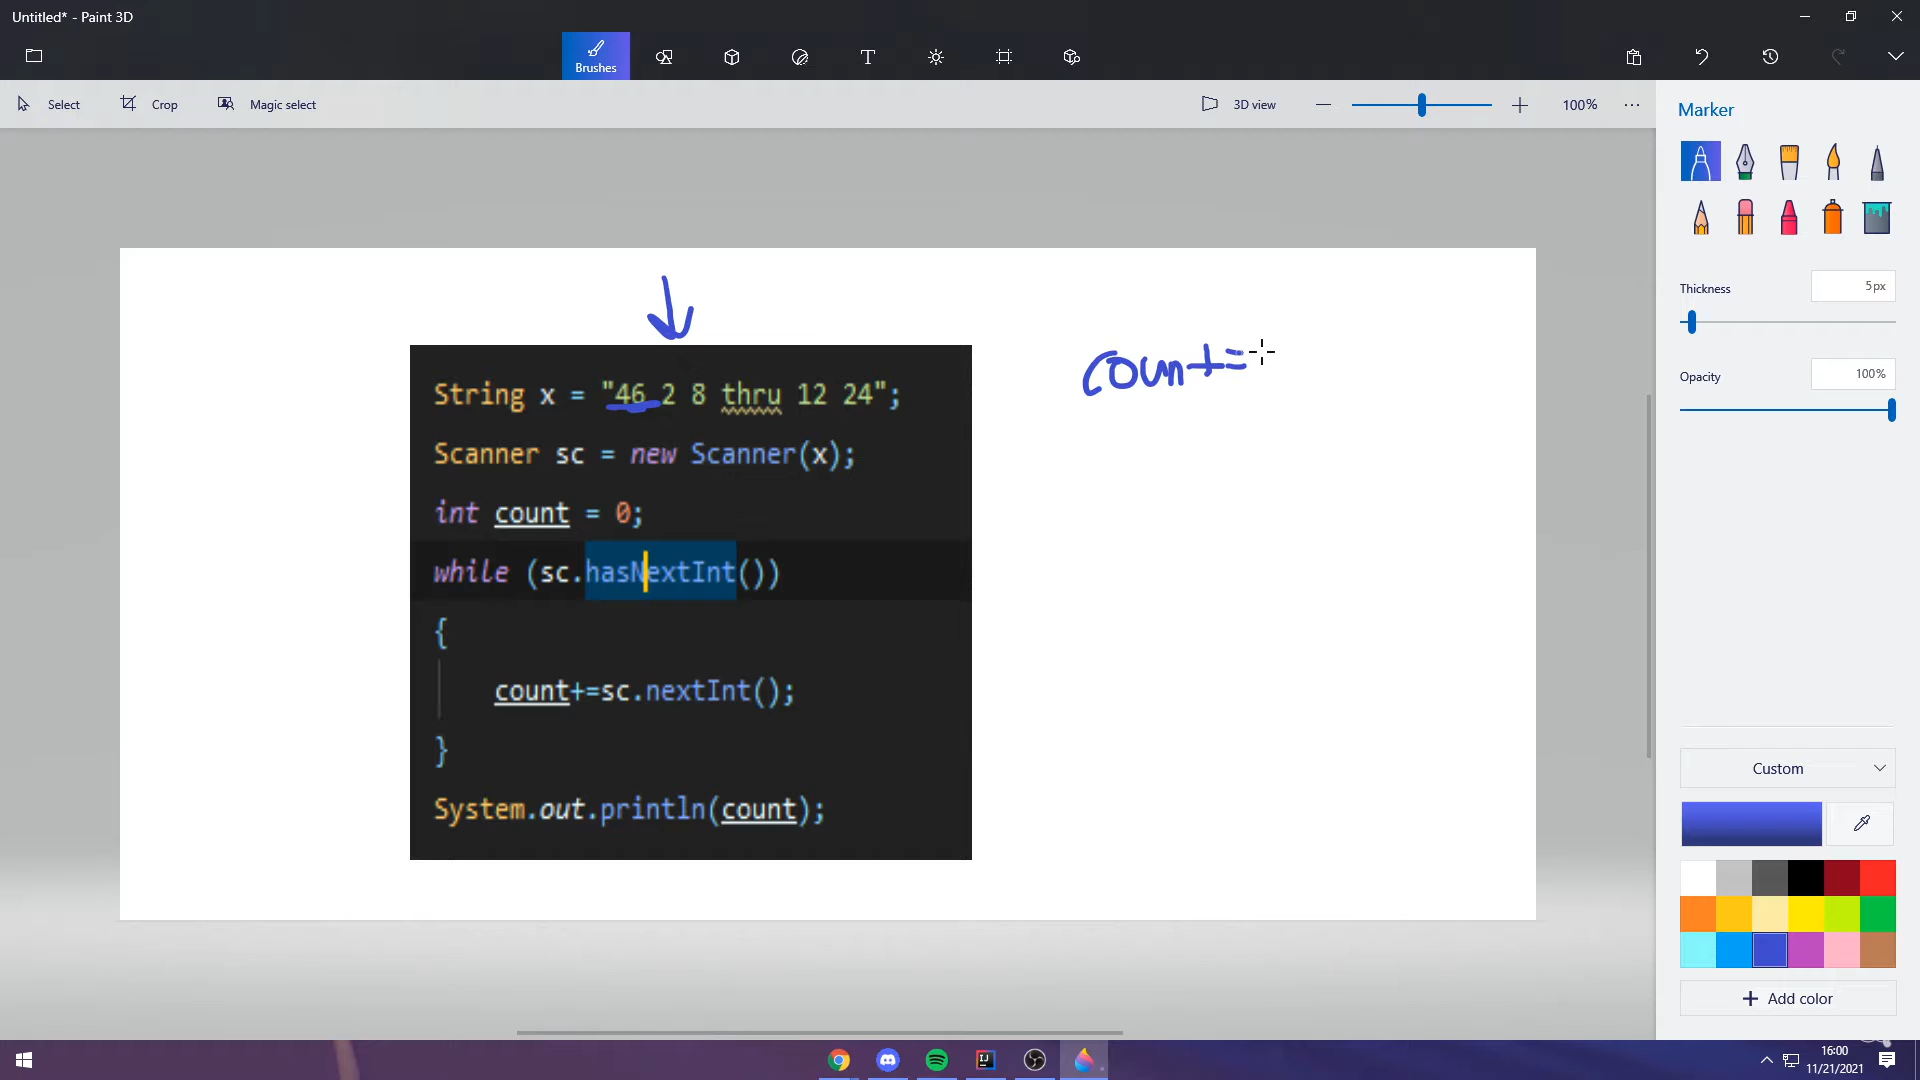 Untitled* - Paint 3D
Brushes
Select
Crop
Magic select
3D view
100%
Marker
Thickness
5px
Opacity
100%
count=
String x = "46 2 8 thru 12 24";
Scanner sc = new Scanner(x);
int count = 0;
while (sc.hasNextInt())
{
count+=sc.nextInt();
}
System.out.println(count);
Custom
Add color
16:00
11/21/2021